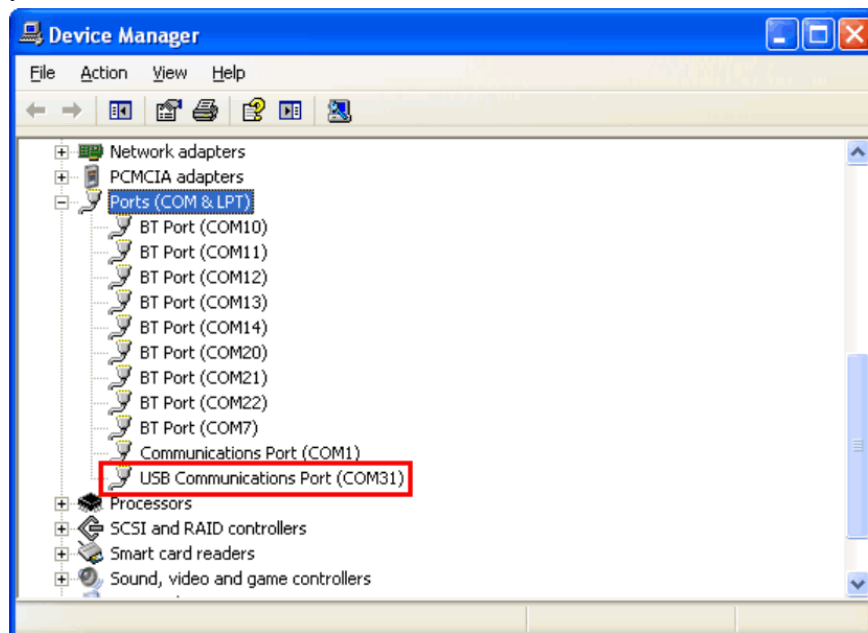 Device Manager
File Action View Help
Network adapters
PCMCIA adapters
Ports (COM & LPT)
BT Port (COM10)
BT Port (COM11)
BT Port (COM12)
BT Port (COM13)
BT Port (COM14)
BT Port (COM20)
BT Port (COM21)
BT Port (COM22)
BT Port (COM7)
Communications Port (COM1)
USB Communications Port (COM31)
Processors
SCSI and RAID controllers
Smart card readers
Sound, video and game controllers